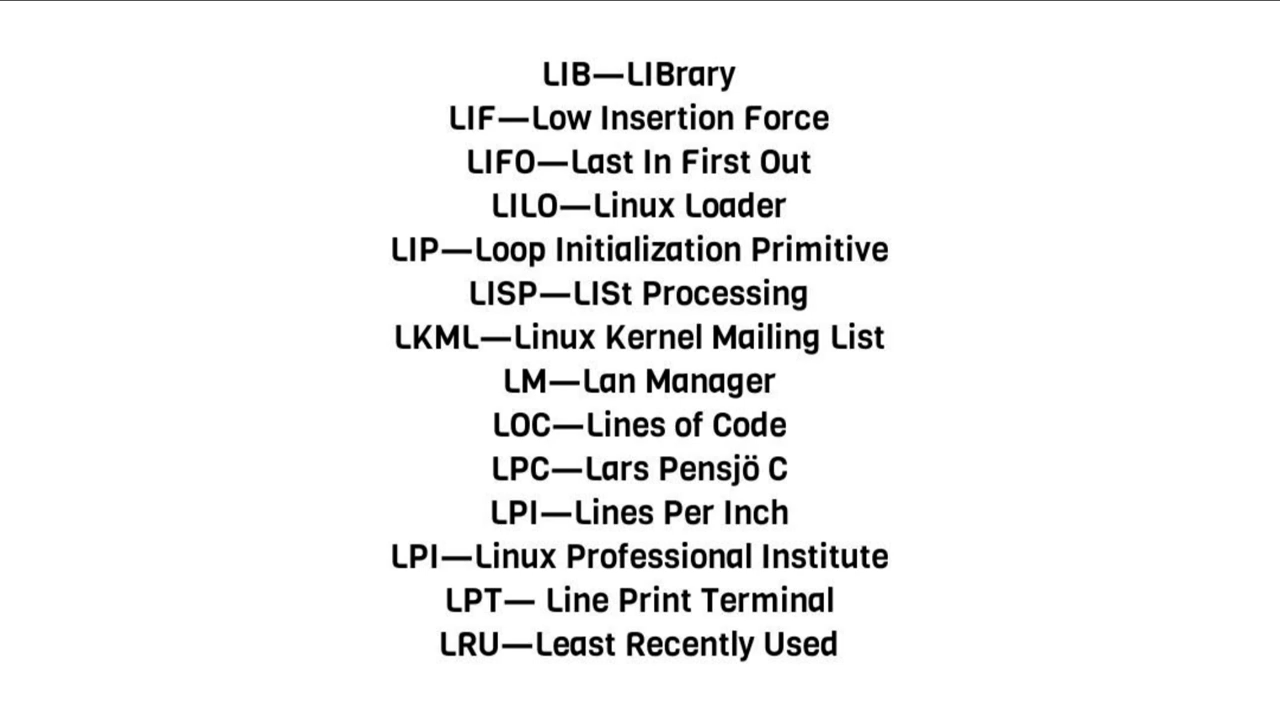 LIB—LIBrary
LIF—Low Insertion Force
LIFO—Last In First Out
LILO—Linux Loader
LIP—Loop Initialization Primitive
LISP—LISt Processing
LKML—Linux Kernel Mailing List
LM—Lan Manager
LOC—Lines of Code
LPC—Lars Pensjö C
LPI—Lines Per Inch
LPI—Linux Professional Institute
LPT— Line Print Terminal
LRU—Least Recently Used